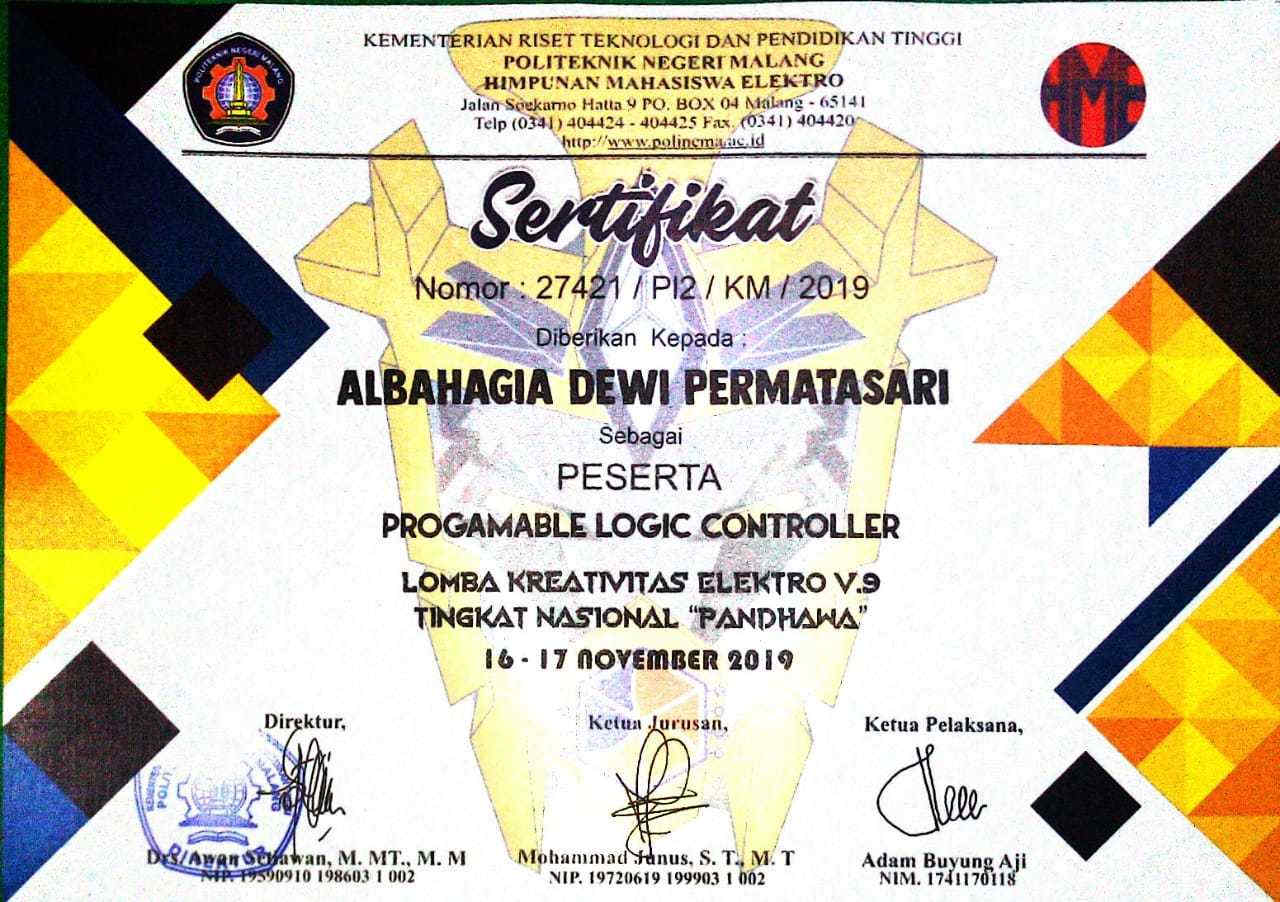 POLITEKNIK NEGERI MALANG
KEMENTERIAN RISET TEKNOLOGI DAN PENDIDIKAN TINGGI
POLITEKNIK NEGERI MALANG
HIMPUNAN MAHASISWA ELEKTRO
Jalan Soekarno Hatta 9 PO. BOX 04 Malang - 65141
Telp (0341) 404424 - 404425 Fax. (0341) 404420
http://www.polinema.ac.id
HME
Sertifikat
Nomor : 27421 / PI2 / KM / 2019
Diberikan Kepada :
ALBAHAGIA DEWI PERMATASARI
Sebagai
PESERTA
PROGAMABLE LOGIC CONTROLLER
LOMBA KREATIVITAS ELEKTRO V.9
TINGKAT NASIONAL "PANDHAWA"
16 - 17 NOVEMBER 2019
Direktur,
DIREKTUR
Drs. Awan Setiawan, M. MT., M. M
NIP. 19590910 198603 1 002
Ketua Jurusan,
Mohammad Junus, S. T., M. T
NIP. 19720619 199903 1 002
Ketua Pelaksana,
Adam Buyung Aji
NIM. 1741170118